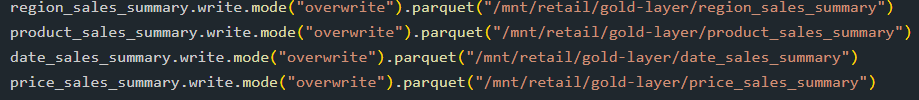 region_sales_summary.write.mode("overwrite").parquet("/mnt/retail/gold-layer/region_sales_summary")
product_sales_summary.write.mode("overwrite").parquet("/mnt/retail/gold-layer/product_sales_summary")
date_sales_summary.write.mode("overwrite").parquet("/mnt/retail/gold-layer/date_sales_summary")
price_sales_summary.write.mode("overwrite").parquet("/mnt/retail/gold-layer/price_sales_summary")